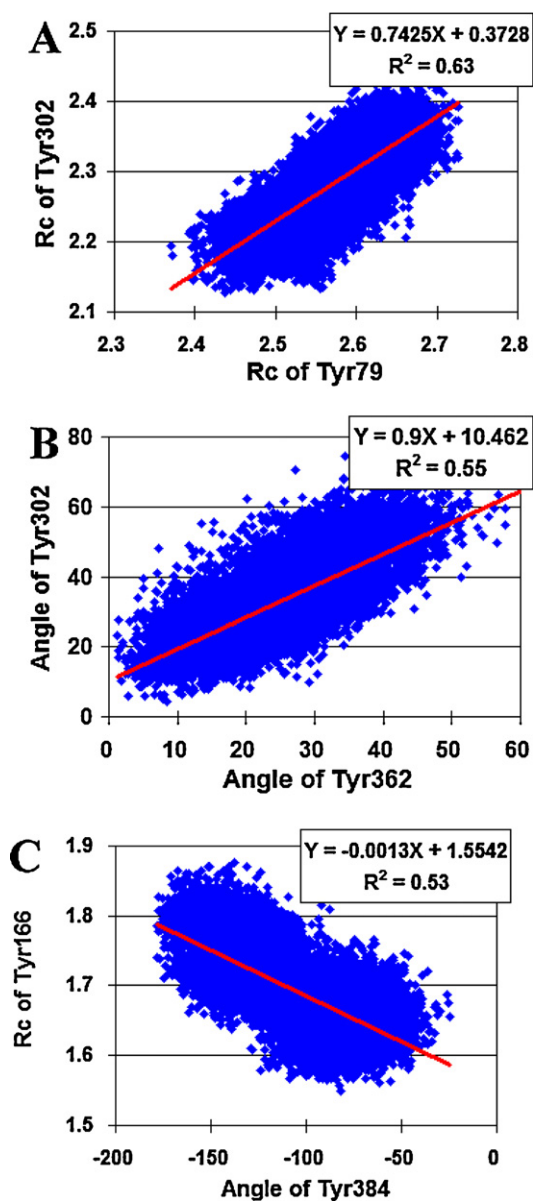 A
Y = 0.7425X + 0.3728
R² = 0.63
2.5
2.4
2.3
2.2
2.1
Rc of Tyr302
2.3 2.4 2.5 2.6 2.7 2.8
Rc of Tyr79
B
Y = 0.9X + 10.462
R² = 0.55
80
60
40
20
0
Angle of Tyr302
0 10 20 30 40 50 60
Angle of Tyr362
C
Y = -0.0013X + 1.5542
R² = 0.53
1.9
1.8
1.7
1.6
1.5
Rc of Tyr166
-200 -150 -100 -50 0
Angle of Tyr384